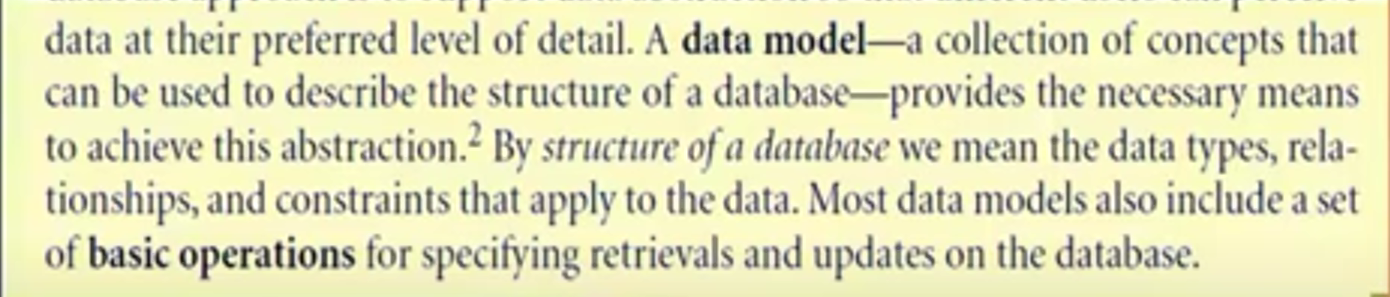 data at their preferred level of detail. A data model—a collection of concepts that
can be used to describe the structure of a database—provides the necessary means
to achieve this abstraction.² By structure of a database we mean the data types, rela-
tionships, and constraints that apply to the data. Most data models also include a set
of basic operations for specifying retrievals and updates on the database.